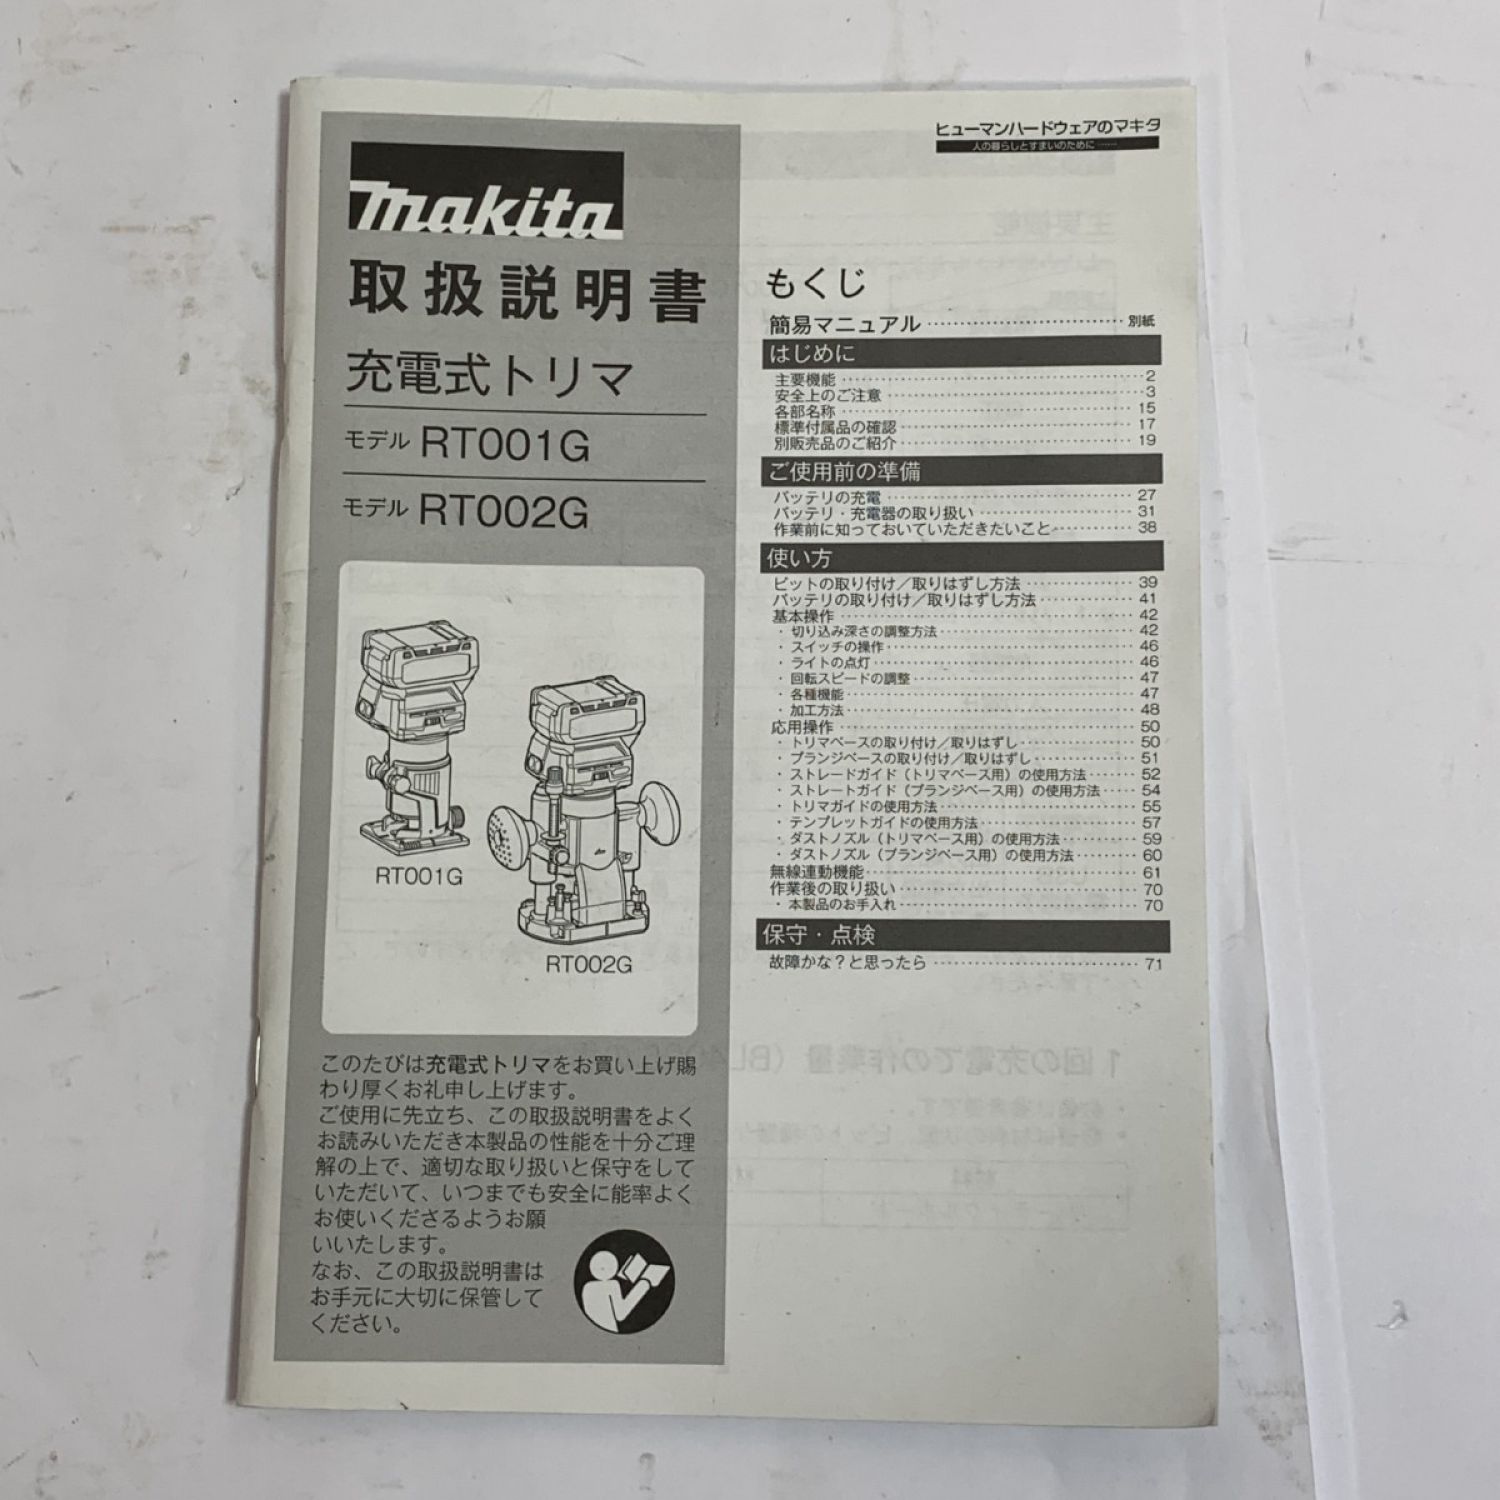 makita
取扱説明書
充電式トリマ
モデル RT001G
モデル RT002G
RT001G
RT002G
このたびは充電式トリマをお買い上げ賜
わり厚くお礼申し上げます。
ご使用に先立ち、この取扱説明書をよく
お読みいただき本製品の性能を十分ご理
解の上で、適切な取り扱いと保守をして
いただいて、いつまでも安全に能率よく
お使いくださるようお願
いいたします。
なお、この取扱説明書は
お手元に大切に保管して
ください。
ヒューマンハードウェアのマキタ
人の暮らしとすまいのために……
もくじ
簡易マニュアル 別紙
はじめに
主要機能 2
安全上のご注意 3
各部名称 15
標準付属品の確認 17
別販売品のご紹介 19
ご使用前の準備
バッテリの充電 27
バッテリ・充電器の取り扱い 31
作業前に知っておいていただきたいこと 38
使い方
ビットの取り付け／取りはずし方法 39
バッテリの取り付け／取りはずし方法 41
基本操作 42
・切り込み深さの調整方法 42
・スイッチの操作 46
・ライトの点灯 46
・回転スピードの調整 47
・各種機能 47
・加工方法 48
応用操作 50
・トリマベースの取り付け／取りはずし 50
・プランジベースの取り付け／取りはずし 51
・ストレードガイド（トリマベース用）の使用方法 52
・ストレートガイド（プランジベース用）の使用方法 54
・トリマガイドの使用方法 55
・テンプレットガイドの使用方法 57
・ダストノズル（トリマベース用）の使用方法 59
・ダストノズル（プランジベース用）の使用方法 60
無線連動機能 61
作業後の取り扱い 70
・本製品のお手入れ 70
保守・点検
故障かな？と思ったら 71